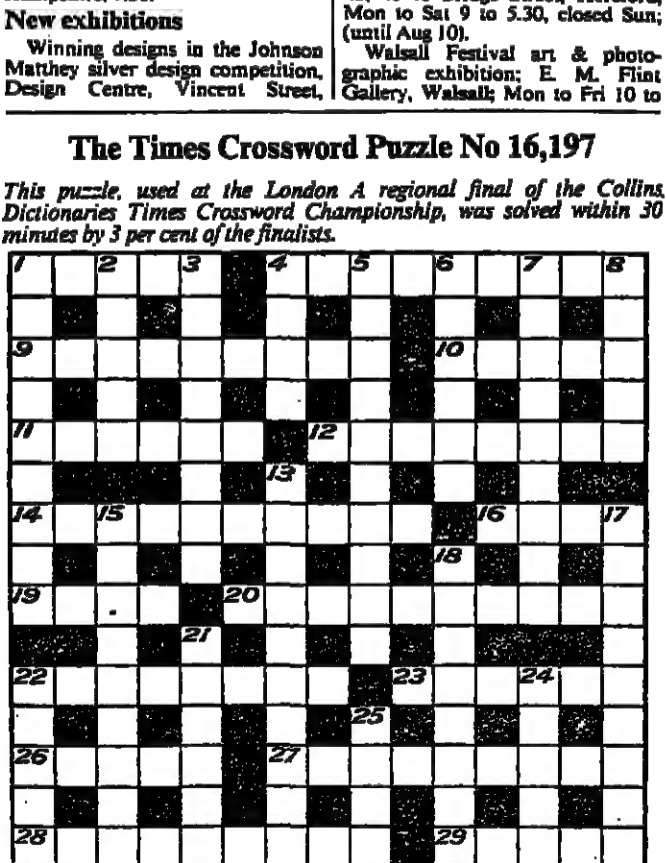 New exhibitions
Winning designs in the Johnson
Matthey silver design competition,
Design Centre, Vincent Street,
Mon to Sat 9 to 5.30, closed Sun;
(until Aug 10).
Walsall Festival art & photo-
graphic exhibition; E. M. Flint
Gallery, Walsall; Mon to Fri 10 to
The Times Crossword Puzzle No 16,197
This puzzle, used at the London A regional final of the Collins
Dictionaries Times Crossword Championship, was solved within 30
minutes by 3 per cent of the finalists.
1 2 3 4 5 6 7 8
9 10
11 12
13
14 15 16 17
18
19 20
21
22 23 24
25
26 27
28 29